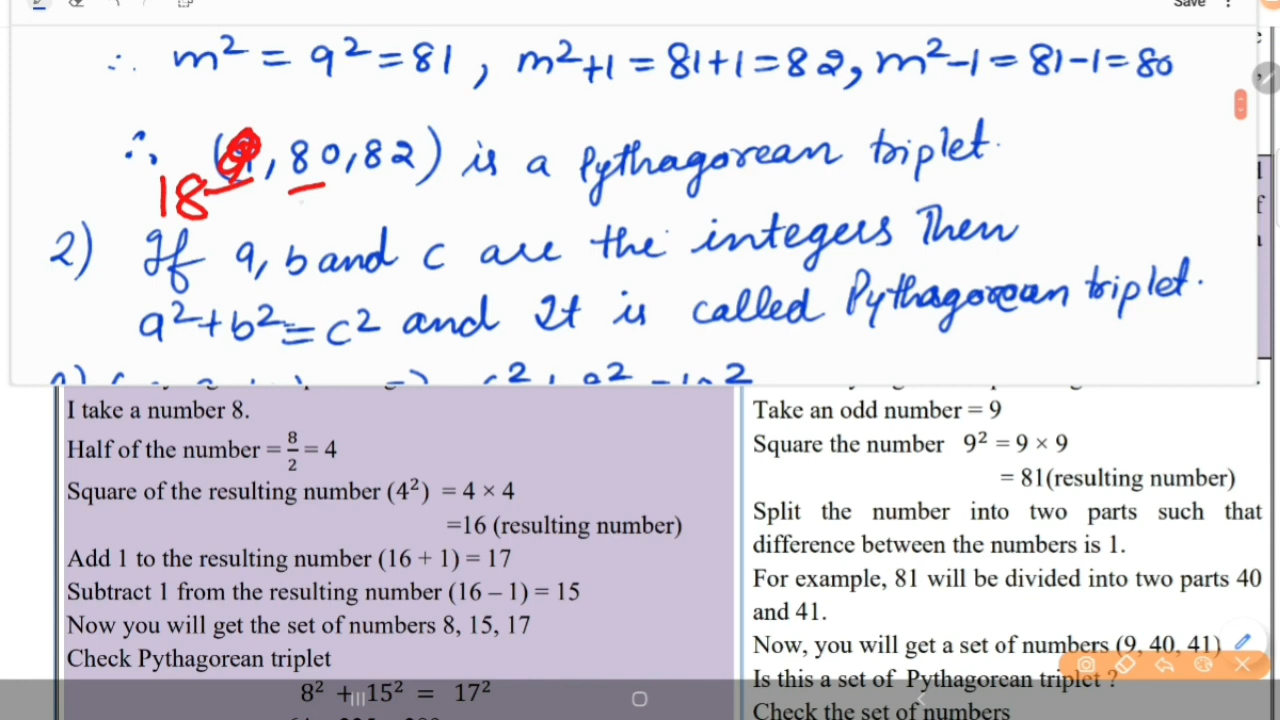 Save
∴ m² = 9² = 81 , m²+1 = 81+1 = 82, m²-1 = 81-1 = 80
∴ (9, 80, 82) is a Pythagorean triplet.
18
2) If a, b and c are the integers Then
a²+b² = c² and It is called Pythagorean triplet.
I take a number 8.
Half of the number = 8/2 = 4
Square of the resulting number (4²) = 4 × 4
=16 (resulting number)
Add 1 to the resulting number (16 + 1) = 17
Subtract 1 from the resulting number (16 – 1) = 15
Now you will get the set of numbers 8, 15, 17
Check Pythagorean triplet
8² + 15² = 17²
Take an odd number = 9
Square the number 9² = 9 × 9
= 81(resulting number)
Split the number into two parts such that
difference between the numbers is 1.
For example, 81 will be divided into two parts 40
and 41.
Now, you will get a set of numbers (9, 40, 41)
Is this a set of Pythagorean triplet ?
Check the set of numbers